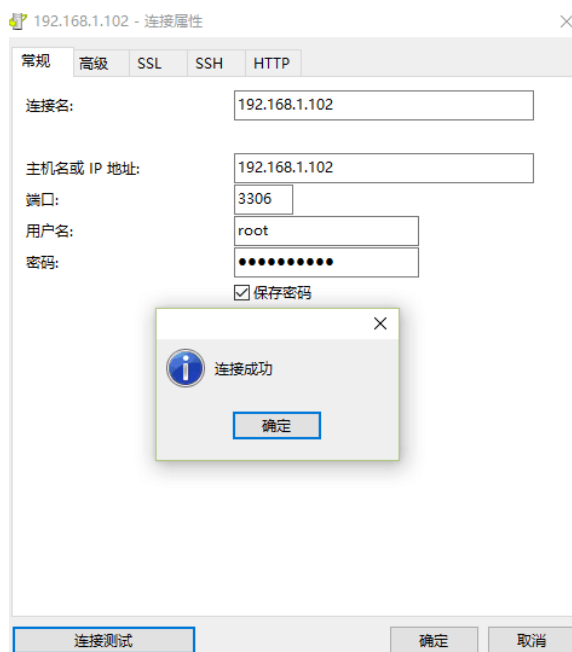 192.168.1.102 - 连接属性
常规 高级 SSL SSH HTTP
连接名: 192.168.1.102
主机名或 IP 地址: 192.168.1.102
端口: 3306
用户名: root
密码: ●●●●●●●●●●
保存密码
连接成功
确定
连接测试 确定 取消